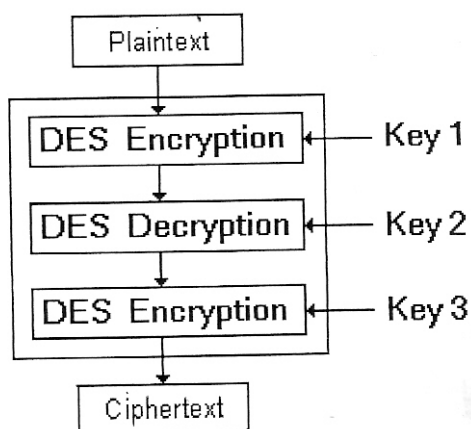 Plaintext
DES Encryption
Key 1
DES Decryption
Key 2
DES Encryption
Key 3
Ciphertext